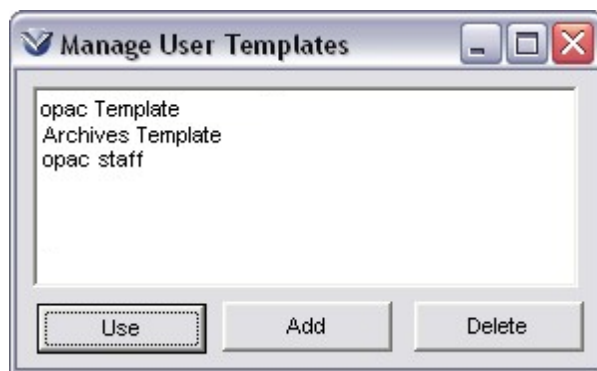 Manage User Templates
opac Template
Archives Template
opac staff
Use
Add
Delete